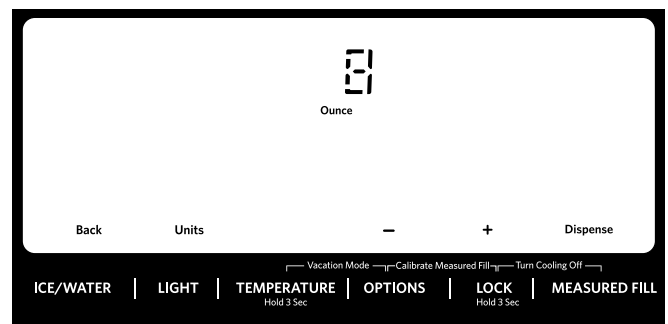 8
Ounce
Back Units – + Dispense
Vacation Mode Calibrate Measured Fill Turn Cooling Off
ICE/WATER LIGHT TEMPERATURE OPTIONS LOCK MEASURED FILL
Hold 3 Sec Hold 3 Sec